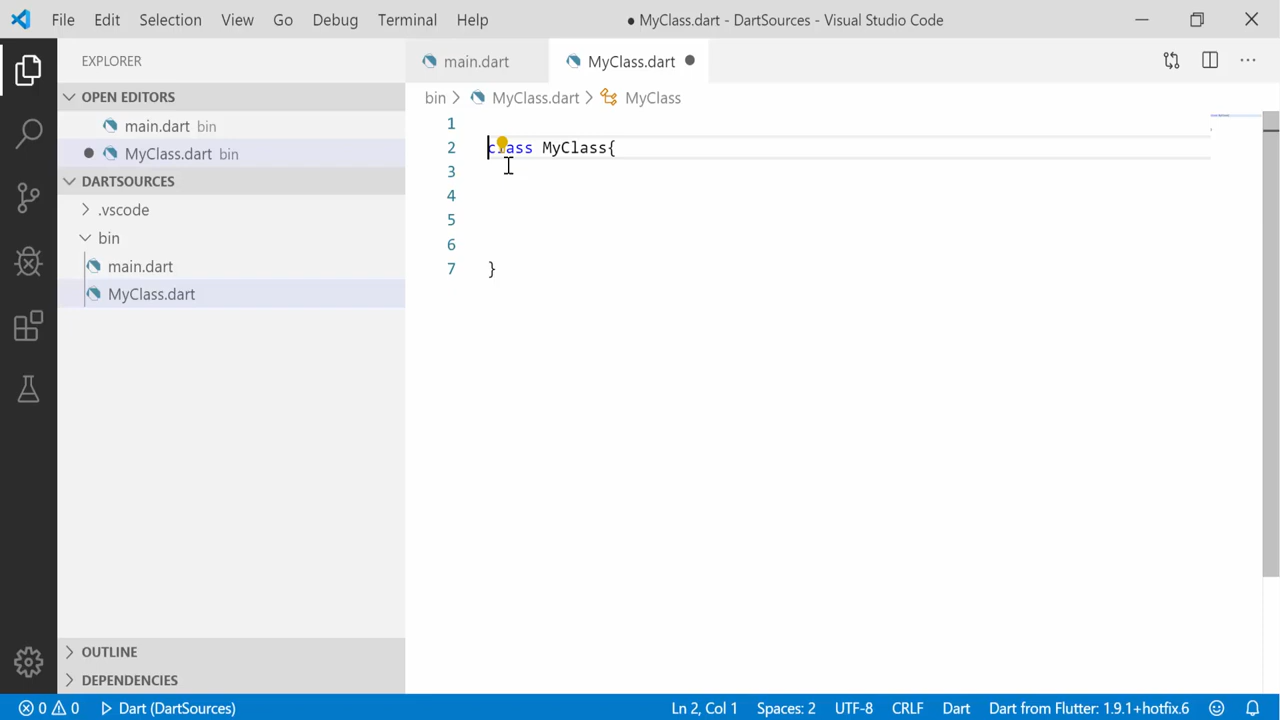 File Edit Selection View Go Debug Terminal Help ● MyClass.dart - DartSources - Visual Studio Code
EXPLORER
main.dart MyClass.dart ●
OPEN EDITORS
bin > MyClass.dart > MyClass
main.dart bin
MyClass.dart bin
DARTSOURCES
.vscode
bin
main.dart
MyClass.dart
1
2 class MyClass{
3
4
5
6
7 }
OUTLINE
DEPENDENCIES
0 0 Dart (DartSources) Ln 2, Col 1 Spaces: 2 UTF-8 CRLF Dart Dart from Flutter: 1.9.1+hotfix.6